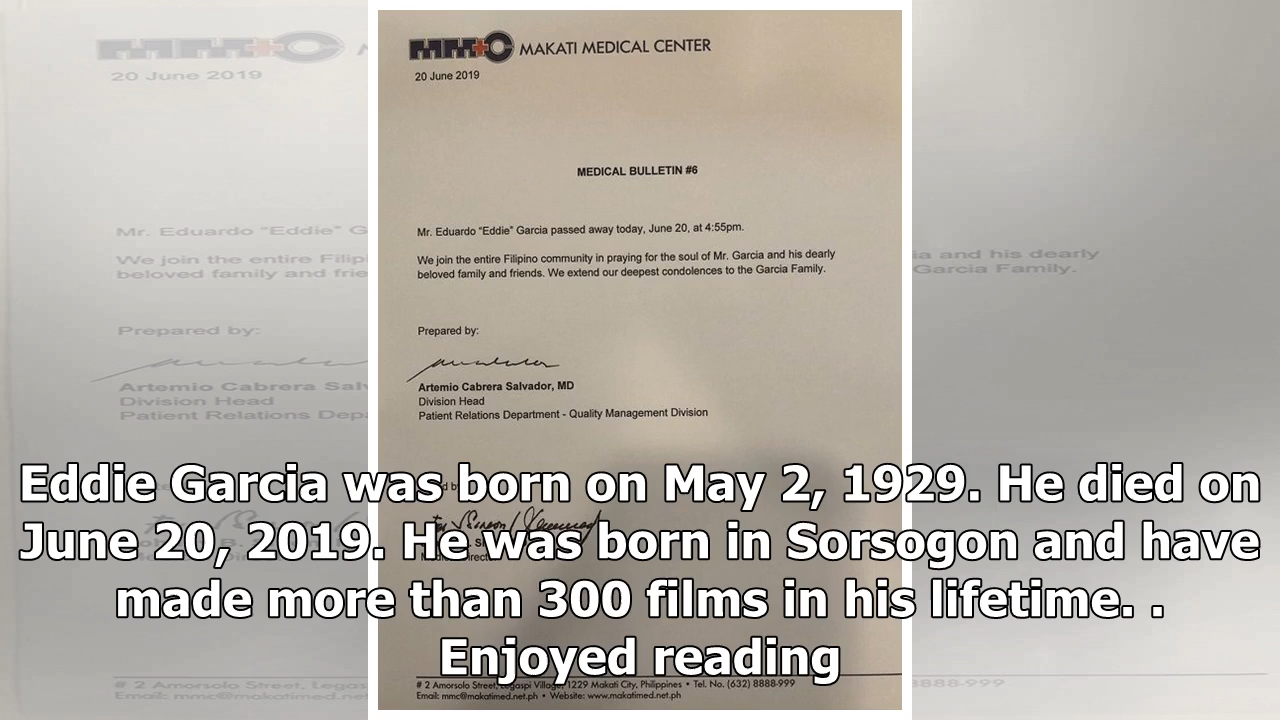 MMC MAKATI MEDICAL CENTER
20 June 2019
MEDICAL BULLETIN #6
Mr. Eduardo "Eddie" Garcia passed away today, June 20, at 4:55pm.
We join the entire Filipino community in praying for the soul of Mr. Garcia and his dearly
beloved family and friends. We extend our deepest condolences to the Garcia Family.
Prepared by:
Artemio Cabrera Salvador, MD
Division Head
Patient Relations Department - Quality Management Division
Eddie Garcia was born on May 2, 1929. He died on
June 20, 2019. He was born in Sorsogon and have
made more than 300 films in his lifetime. .
Enjoyed reading
# 2 Amorsolo Street, Legaspi Village, 1229 Makati City, Philippines • Tel. No. (632) 8888-999
Email: mmc@makatimed.net.ph • Website: www.makatimed.net.ph